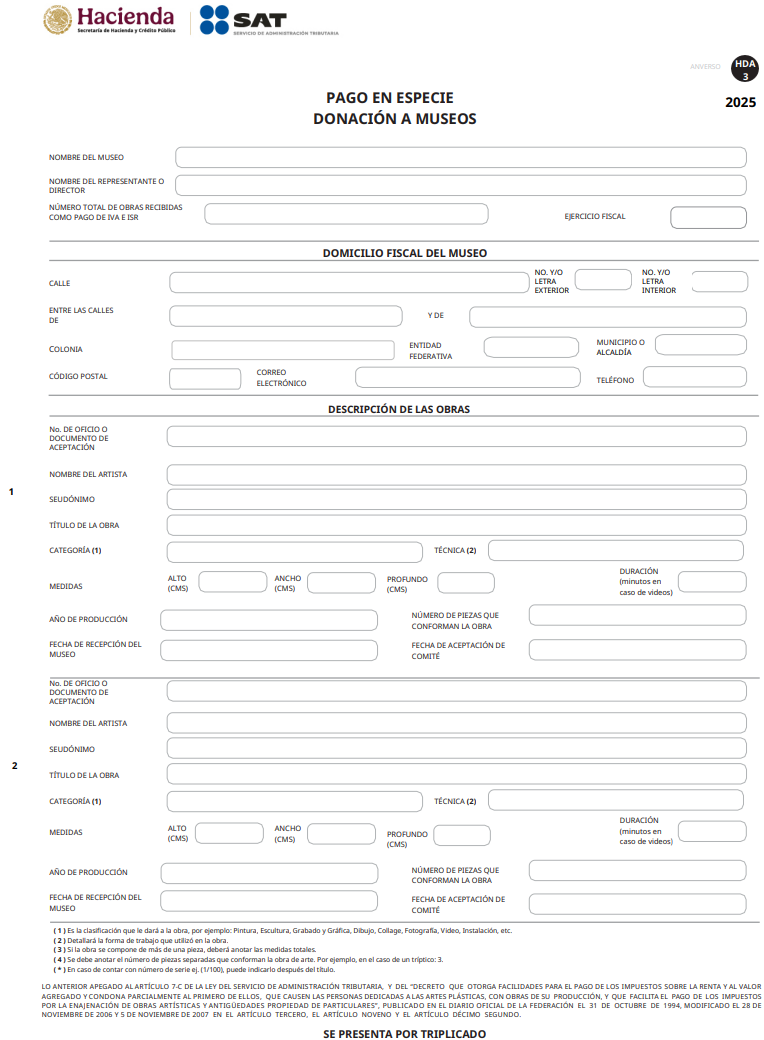 Hacienda
Secretaría de Hacienda y Crédito Público
SAT
SERVICIO DE ADMINISTRACIÓN TRIBUTARIA
ANVERSO
HDA
3
2025
PAGO EN ESPECIE
DONACIÓN A MUSEOS
NOMBRE DEL MUSEO
NOMBRE DEL REPRESENTANTE O
DIRECTOR
NÚMERO TOTAL DE OBRAS RECIBIDAS
COMO PAGO DE IVA E ISR
EJERCICIO FISCAL
DOMICILIO FISCAL DEL MUSEO
CALLE
NO. Y/O
LETRA
EXTERIOR
NO. Y/O
LETRA
INTERIOR
ENTRE LAS CALLES
DE
Y DE
COLONIA
ENTIDAD
FEDERATIVA
MUNICIPIO O
ALCALDÍA
CÓDIGO POSTAL
CORREO
ELECTRÓNICO
TELÉFONO
DESCRIPCIÓN DE LAS OBRAS
1
No. DE OFICIO O
DOCUMENTO DE
ACEPTACIÓN
NOMBRE DEL ARTISTA
SEUDÓNIMO
TÍTULO DE LA OBRA
CATEGORÍA (1)
TÉCNICA (2)
MEDIDAS
ALTO
(CMS)
ANCHO
(CMS)
PROFUNDO
(CMS)
DURACIÓN
(minutos en
caso de videos)
AÑO DE PRODUCCIÓN
NÚMERO DE PIEZAS QUE
CONFORMAN LA OBRA
FECHA DE RECEPCIÓN DEL
MUSEO
FECHA DE ACEPTACIÓN DE
COMITÉ
2
No. DE OFICIO O
DOCUMENTO DE
ACEPTACIÓN
NOMBRE DEL ARTISTA
SEUDÓNIMO
TÍTULO DE LA OBRA
CATEGORÍA (1)
TÉCNICA (2)
MEDIDAS
ALTO
(CMS)
ANCHO
(CMS)
PROFUNDO
(CMS)
DURACIÓN
(minutos en
caso de videos)
AÑO DE PRODUCCIÓN
NÚMERO DE PIEZAS QUE
CONFORMAN LA OBRA
FECHA DE RECEPCIÓN DEL
MUSEO
FECHA DE ACEPTACIÓN DE
COMITÉ
( 1 ) Es la clasificación que le dará a la obra, por ejemplo: Pintura, Escultura, Grabado y Gráfica, Dibujo, Collage, Fotografía, Video, Instalación, etc.
( 2 ) Detallará la forma de trabajo que utilizó en la obra.
( 3 ) Si la obra se compone de más de una pieza, deberá anotar las medidas totales.
( 4 ) Se debe anotar el número de piezas separadas que conforman la obra de arte. Por ejemplo, en el caso de un tríptico: 3.
( * ) En caso de contar con número de serie ej. (1/100), puede indicarlo después del título.
LO ANTERIOR APEGADO AL ARTÍCULO 7-C DE LA LEY DEL SERVICIO DE ADMINISTRACIÓN TRIBUTARIA, Y DEL "DECRETO QUE OTORGA FACILIDADES PARA EL PAGO DE LOS IMPUESTOS SOBRE LA RENTA Y AL VALOR
AGREGADO Y CONDONA PARCIALMENTE AL PRIMERO DE ELLOS, QUE CAUSEN LAS PERSONAS DEDICADAS A LAS ARTES PLÁSTICAS, CON OBRAS DE SU PRODUCCIÓN, Y QUE FACILITA EL PAGO DE LOS IMPUESTOS
POR LA ENAJENACIÓN DE OBRAS ARTÍSTICAS Y ANTIGÜEDADES PROPIEDAD DE PARTICULARES", PUBLICADO EN EL DIARIO OFICIAL DE LA FEDERACIÓN EL 31 DE OCTUBRE DE 1994, MODIFICADO EL 28 DE
NOVIEMBRE DE 2006 Y 5 DE NOVIEMBRE DE 2007 EN EL ARTÍCULO TERCERO, EL ARTÍCULO NOVENO Y EL ARTÍCULO DÉCIMO SEGUNDO.
SE PRESENTA POR TRIPLICADO